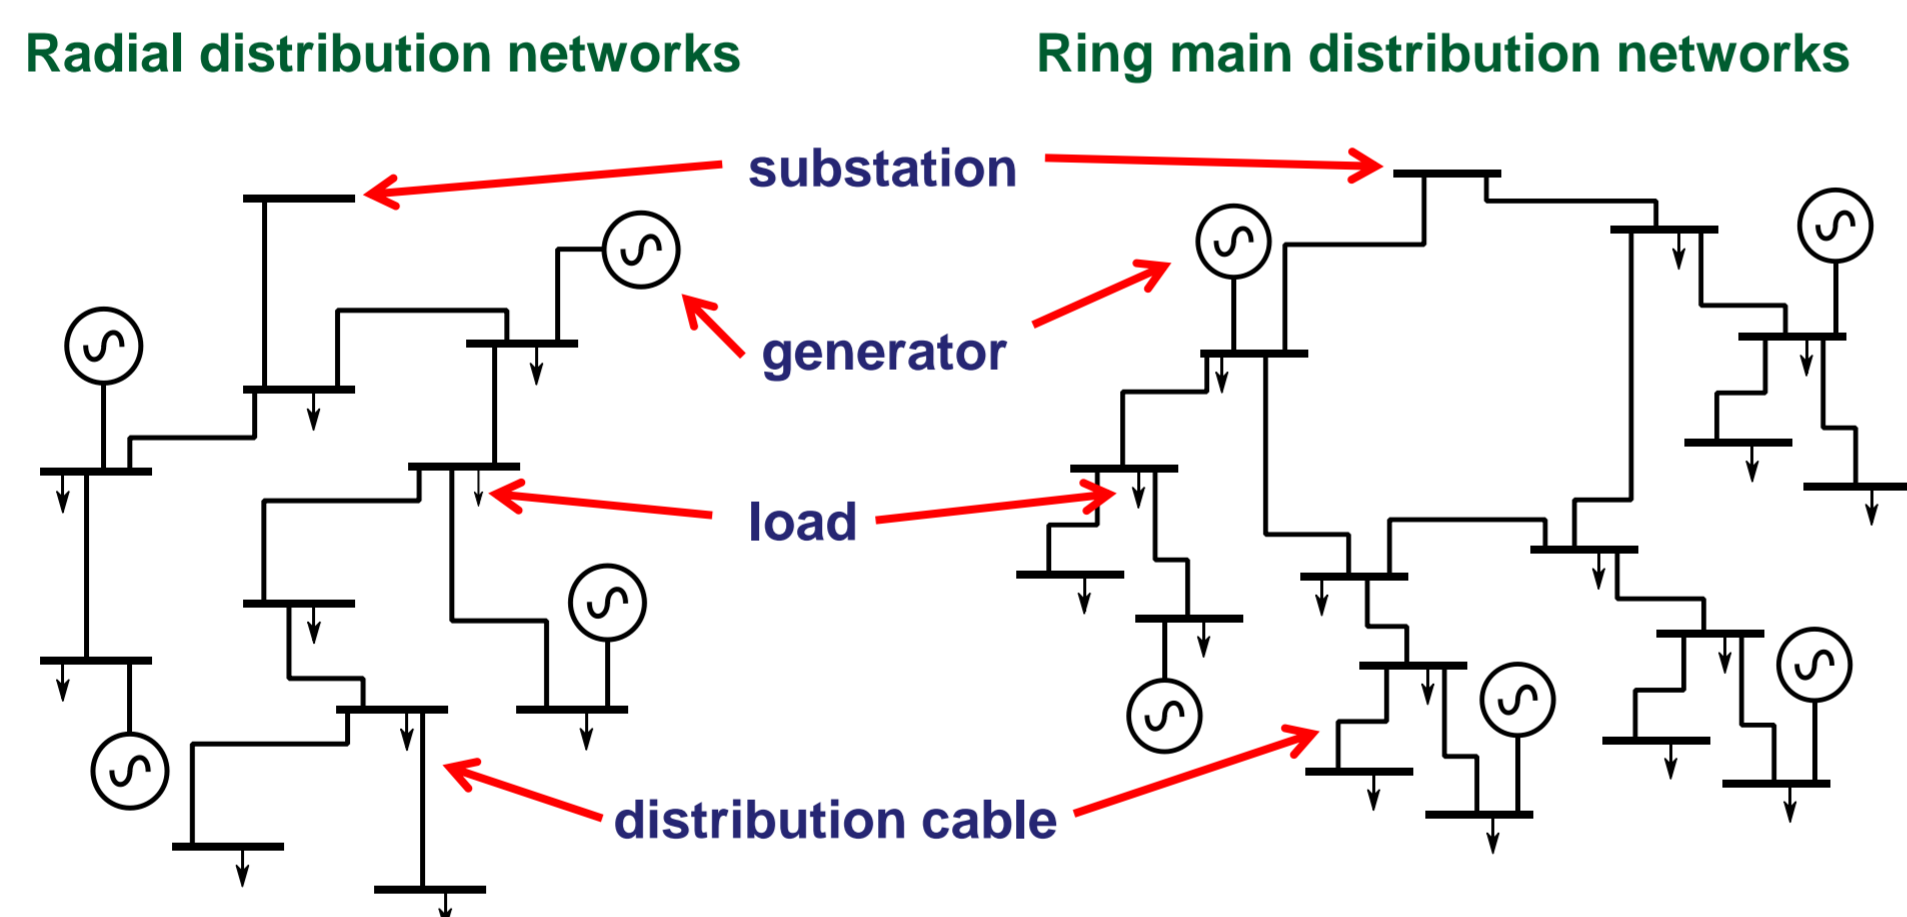 Radial distribution networks
Ring main distribution networks
substation
generator
load
distribution cable